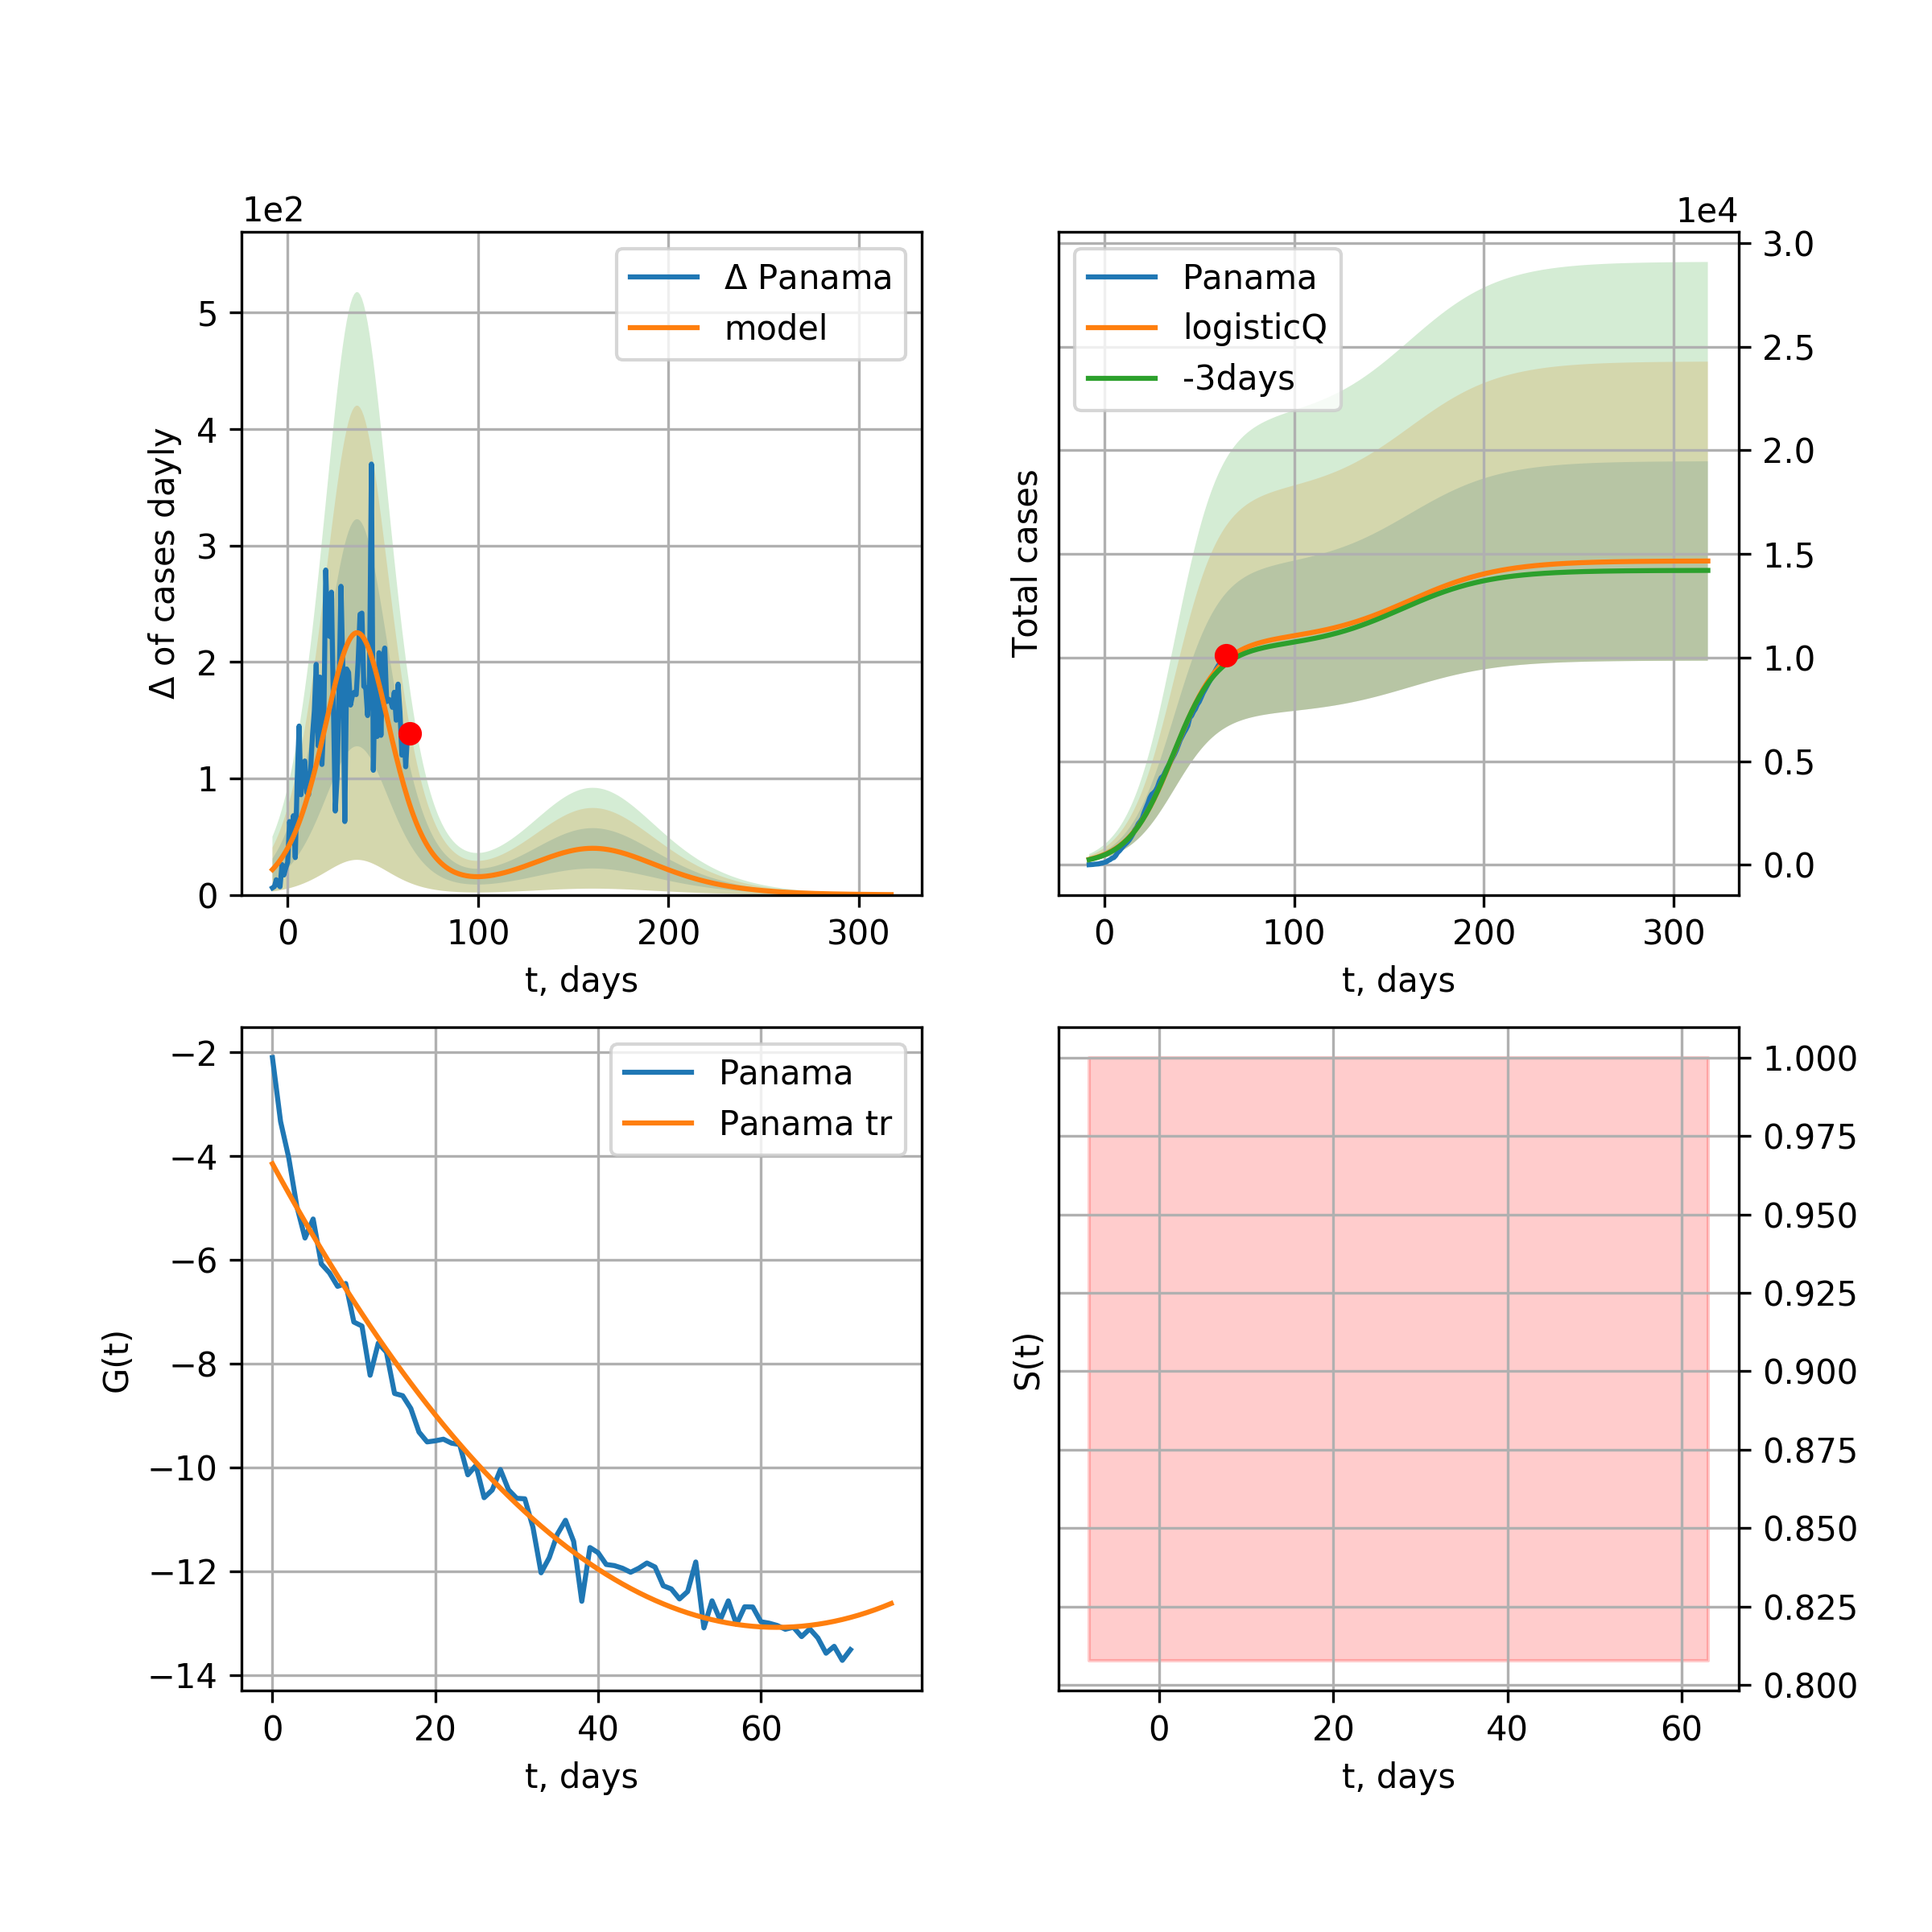 1e2
Δ of cases dayly
5
4
3
2
1
0
Δ Panama
model
0 100 200 300
t, days
1e4
Total cases
Panama
logisticQ
-3days
3.0
2.5
2.0
1.5
1.0
0.5
0.0
0 100 200 300
t, days
G(t)
−2
−4
−6
−8
−10
−12
−14
Panama
Panama tr
0 20 40 60
t, days
S(t)
1.000
0.975
0.950
0.925
0.900
0.875
0.850
0.825
0.800
0 20 40 60
t, days